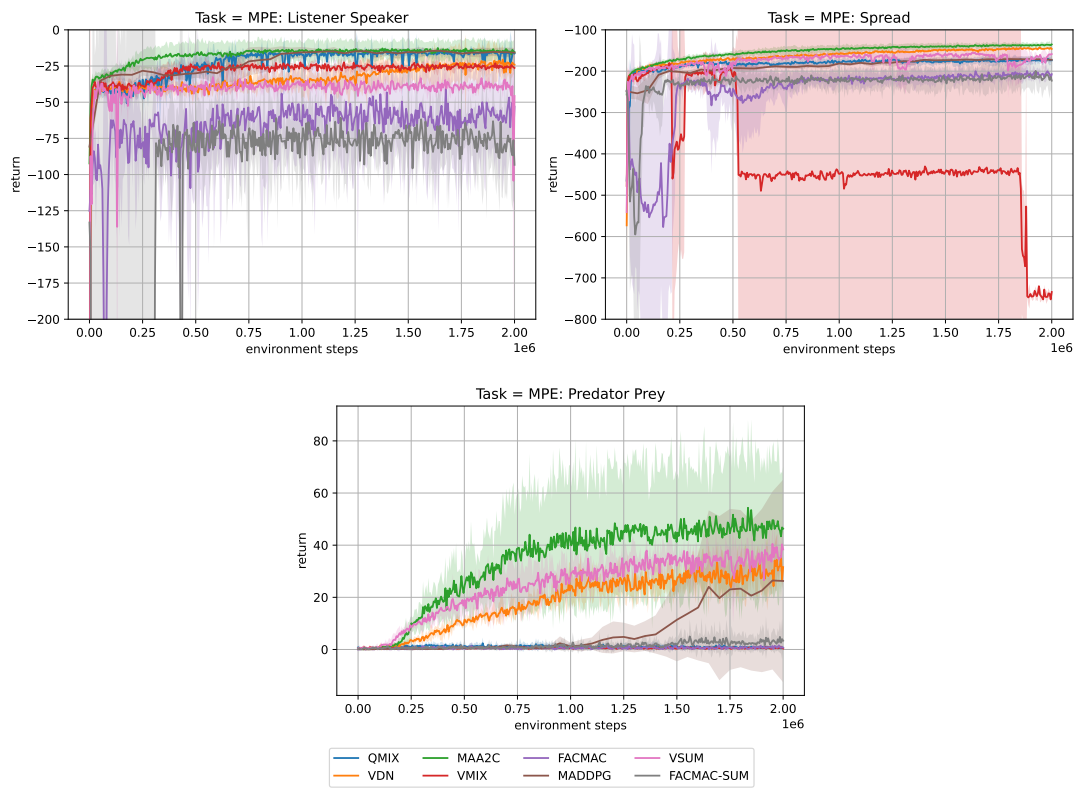 Task = MPE: Listener Speaker
0
−25
−50
−75
−100
−125
−150
−175
−200
return
0.00
0.25
0.50
0.75
1.00
1.25
1.50
1.75
2.00
1e6
environment steps
Task = MPE: Spread
−100
−200
−300
−400
−500
−600
−700
−800
return
0.00
0.25
0.50
0.75
1.00
1.25
1.50
1.75
2.00
1e6
environment steps
Task = MPE: Predator Prey
80
60
40
20
0
return
0.00
0.25
0.50
0.75
1.00
1.25
1.50
1.75
2.00
1e6
environment steps
QMIX
MAA2C
FACMAC
VSUM
VDN
VMIX
MADDPG
FACMAC-SUM